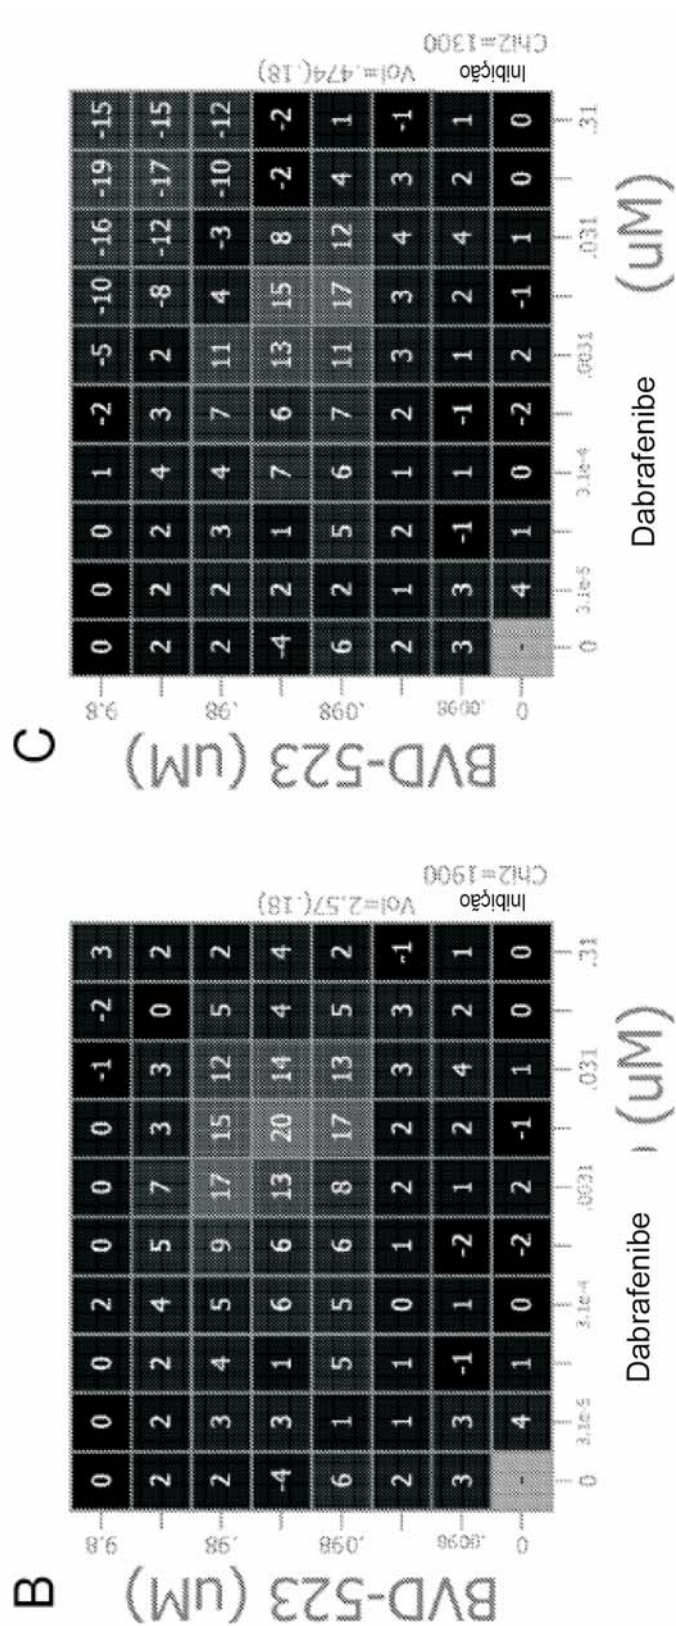 B
BVD-523 (uM)
9.8 0 0 0 2 0 0 0 -1 -2 3
2 2 2 4 5 7 3 3 0 2
.98 2 3 4 5 9 17 15 12 5 2
-4 3 1 6 6 13 20 14 4 4
.098 6 1 5 5 6 8 17 13 5 2
2 1 1 0 1 2 2 3 3 -1
.0098 3 3 -1 1 -2 1 2 4 2 1
0 - 4 1 0 -2 2 -1 1 0 0
0 3.1e-5 3.1e-4 .0031 .031 .31
Dabrafenibe (uM)
Vol=2.57(.18)
Inibição
Chi2=1900
C
BVD-523 (uM)
9.8 0 0 0 1 -2 -5 -10 -16 -19 -15
2 2 2 4 3 2 -8 -12 -17 -15
.98 2 2 3 4 7 11 4 -3 -10 -12
-4 2 1 7 6 13 15 8 -2 -2
.098 6 2 5 6 7 11 17 12 4 1
2 1 2 1 2 3 3 4 3 -1
.0098 3 3 -1 1 -1 1 2 4 2 1
0 - 4 1 0 -2 2 -1 1 0 0
0 3.1e-5 3.1e-4 .0031 .031 .31
Dabrafenibe (uM)
Vol=.474(.18)
Inibição
Chi2=1300